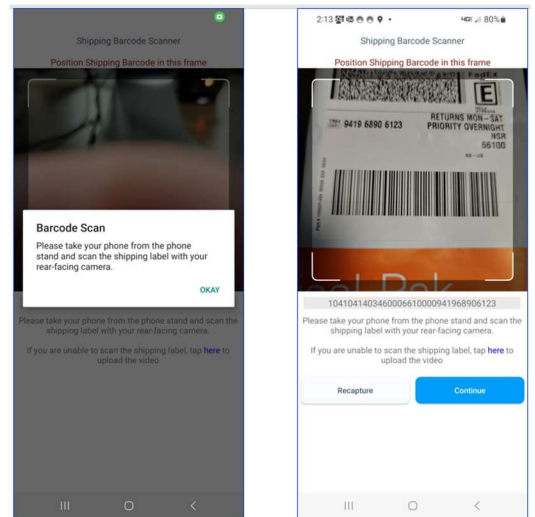 Shipping Barcode Scanner
Position Shipping Barcode in this frame
Barcode Scan
Please take your phone from the phone
stand and scan the shipping label with your
rear-facing camera.
OKAY
Please take your phone from the phone stand and scan the
shipping label with your rear-facing camera.
If you are unable to scan the shipping label, tap here to
upload the video
2:13
4GE 80%
Shipping Barcode Scanner
Position Shipping Barcode in this frame
FedEx
E
9419 6890 6123
RETURNS MON-SAT
PRIORITY OVERNIGHT
NSR
66100
KS-US
Pak
1041041403460006610000941968906123
Please take your phone from the phone stand and scan the
shipping label with your rear-facing camera.
If you are unable to scan the shipping label, tap here to
upload the video
Recapture
Continue